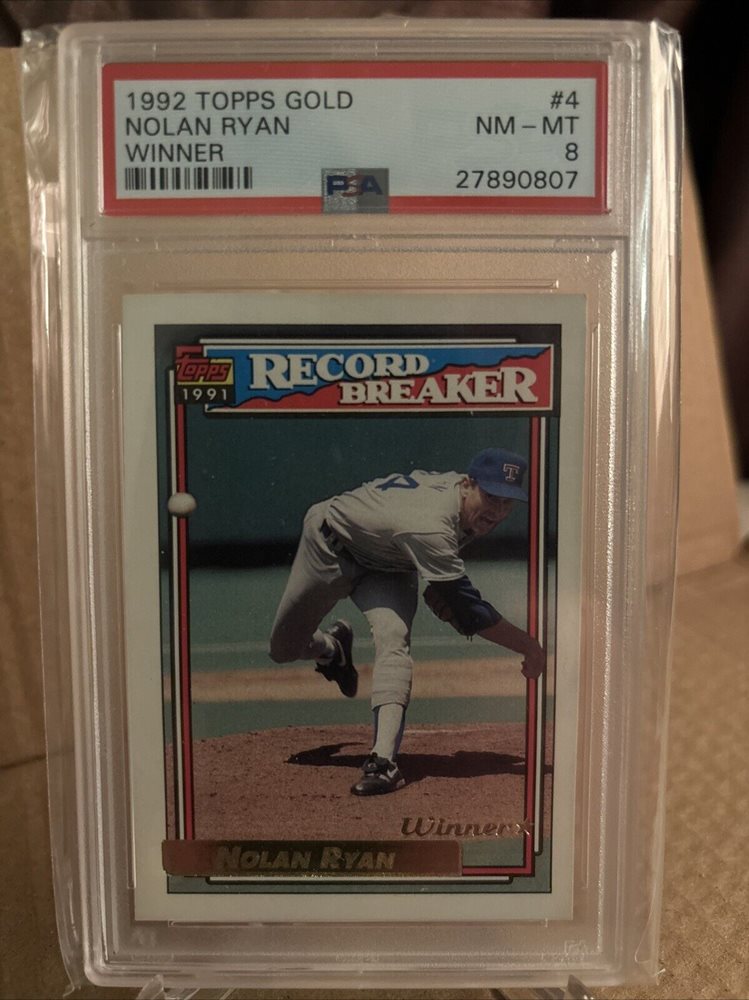 1992 TOPPS GOLD #4
NOLAN RYAN NM – MT
WINNER 8
27890807
PSA
TOPPS
1991
RECORD
BREAKER
T
Winner
NOLAN RYAN